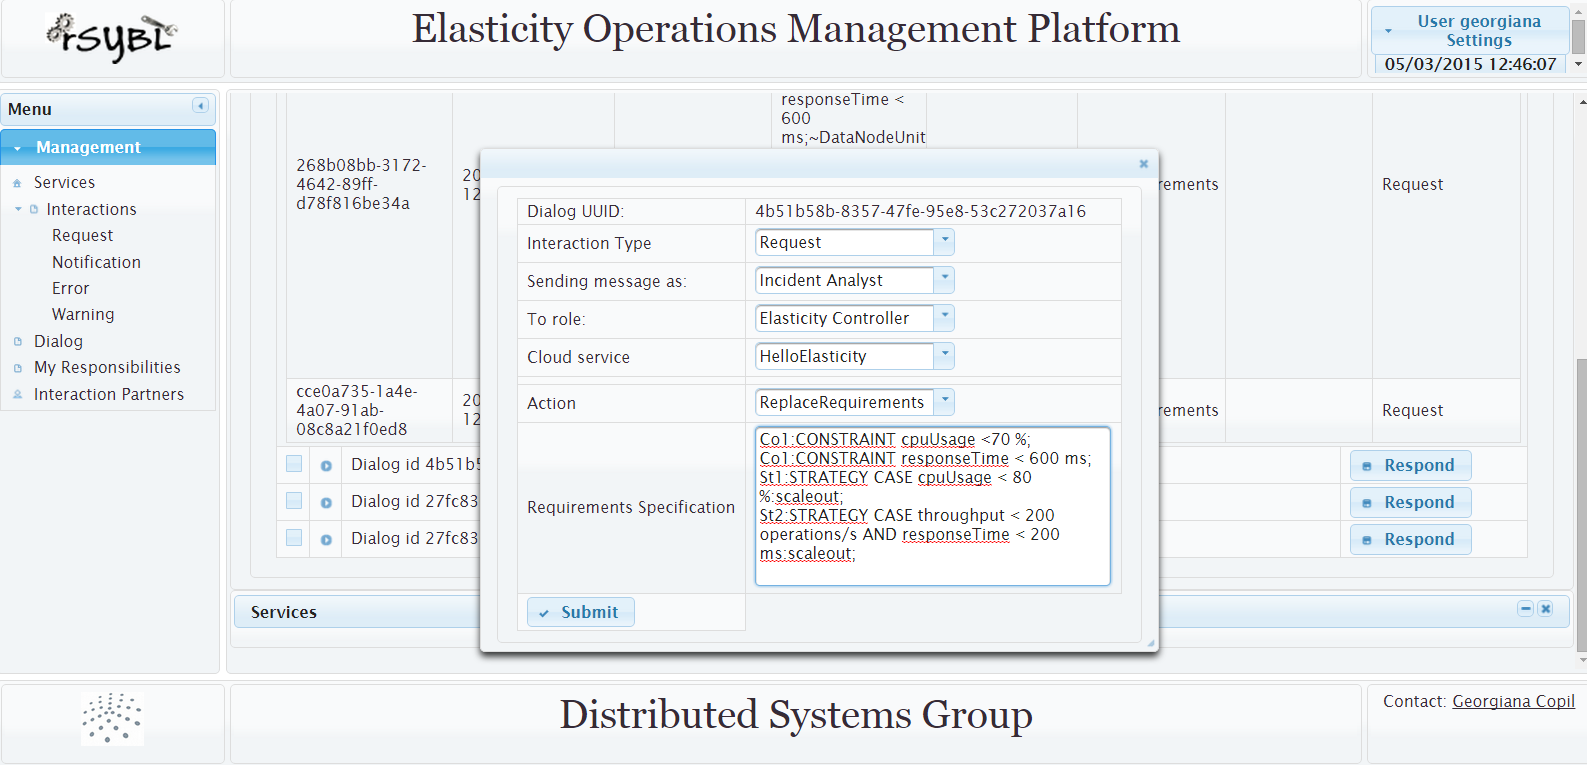 rSYBL
Elasticity Operations Management Platform
User georgiana
Settings
05/03/2015 12:46:07
Menu
Management
Services
Interactions
Request
Notification
Error
Warning
Dialog
My Responsibilities
Interaction Partners
responseTime <
600
ms;~DataNodeUnit
268b08bb-3172-
4642-89ff-
d78f816be34a
20
12
rements
Request
cce0a735-1a4e-
4a07-91ab-
08c8a21f0ed8
20
12
rements
Request
Dialog id 4b51b5
Respond
Dialog id 27fc83
Respond
Dialog id 27fc83
Respond
Dialog UUID:
4b51b58b-8357-47fe-95e8-53c272037a16
Interaction Type
Request
Sending message as:
Incident Analyst
To role:
Elasticity Controller
Cloud service
HelloElasticity
Action
ReplaceRequirements
Requirements Specification
Co1:CONSTRAINT cpuUsage <70 %;
Co1:CONSTRAINT responseTime < 600 ms;
St1:STRATEGY CASE cpuUsage < 80
%:scaleout;
St2:STRATEGY CASE throughput < 200
operations/s AND responseTime < 200
ms:scaleout;
Submit
Services
Distributed Systems Group
Contact: Georgiana Copil